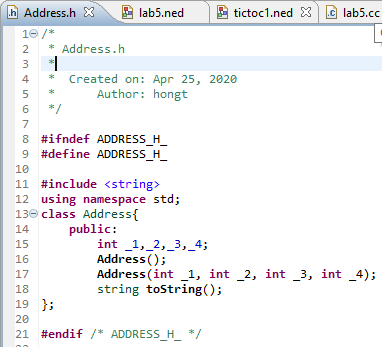 Address.h lab5.ned tictoc1.ned lab5.cc
1 /*
2  * Address.h
3  *
4  *  Created on: Apr 25, 2020
5  *      Author: hongt
6  */
7
8 #ifndef ADDRESS_H_
9 #define ADDRESS_H_
10
11 #include <string>
12 using namespace std;
13 class Address{
14     public:
15     int _1,_2,_3,_4;
16     Address();
17     Address(int _1, int _2, int _3, int _4);
18     string toString();
19 };
20
21 #endif /* ADDRESS_H_ */